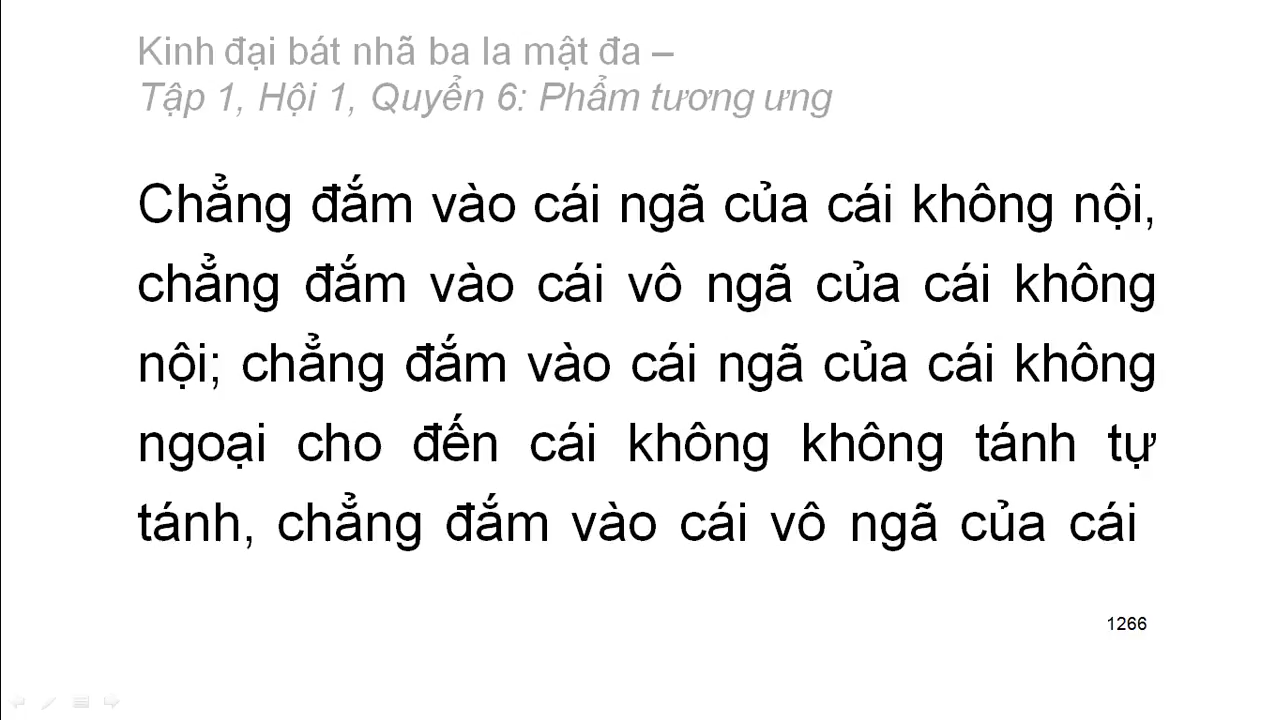 Kinh đại bát nhã ba la mật đa –
Tập 1, Hội 1, Quyển 6: Phẩm tương ưng
Chẳng đắm vào cái ngã của cái không nội,
chẳng đắm vào cái vô ngã của cái không
nội; chẳng đắm vào cái ngã của cái không
ngoại cho đến cái không không tánh tự
tánh, chẳng đắm vào cái vô ngã của cái
1266